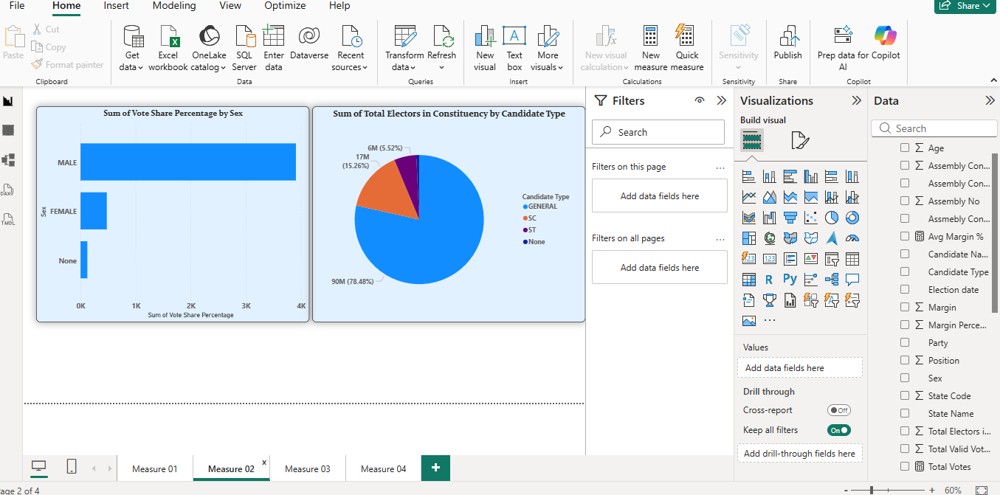 File Home Insert Modeling View Optimize Help Share
Paste
Cut
Copy
Format painter
Clipboard
Get data
Excel workbook
OneLake catalog
SQL Server
Enter data
Dataverse
Recent sources
Data
Transform data
Refresh
Queries
New visual
Text box
More visuals
Insert
New visual calculation
New measure
Quick measure
Calculations
Sensitivity
Sensitivity
Publish
Share
Prep data for AI
Copilot
Copilot
DAX
TMDL
Sum of Vote Share Percentage by Sex
Sex
MALE
FEMALE
None
0K 1K 2K 3K 4K
Sum of Vote Share Percentage
Sum of Total Electors in Constituency by Candidate Type
6M (5.52%)
17M
(15.26%)
90M (78.48%)
Candidate Type
GENERAL
SC
ST
None
Filters
Search
Filters on this page ...
Add data fields here
Filters on all pages ...
Add data fields here
Visualizations
Build visual
123
123
R Py
...
Values
Add data fields here
Drill through
Cross-report Off
Keep all filters On
Add drill-through fields here
Data
Search
Age
Assembly Con...
Assembly Con...
Assembly No
Assmebly Con...
Avg Margin %
Candidate Na...
Candidate Type
Election date
Margin
Margin Perce...
Party
Position
Sex
State Code
State Name
Total Electors i...
Total Valid Vot...
Total Votes
Measure 01 Measure 02 x Measure 03 Measure 04 +
age 2 of 4
- + 60%